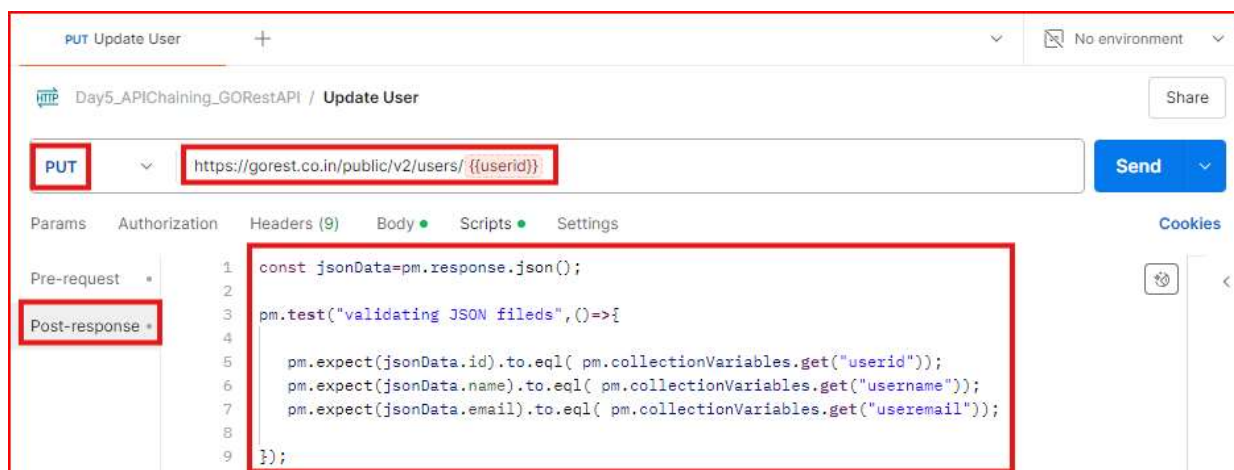 PUT Update User
No environment
HTTP Day5_APIChaining_GORestAPI / Update User
Share
PUT https://gorest.co.in/public/v2/users/ {{userid}}
Send
Params Authorization Headers (9) Body Scripts Settings
Cookies
Pre-request
Post-response
1 const jsonData=pm.response.json();
2
3 pm.test("validating JSON fileds",()=>{
4
5 pm.expect(jsonData.id).to.eql( pm.collectionVariables.get("userid"));
6 pm.expect(jsonData.name).to.eql( pm.collectionVariables.get("username"));
7 pm.expect(jsonData.email).to.eql( pm.collectionVariables.get("useremail"));
8
9 });